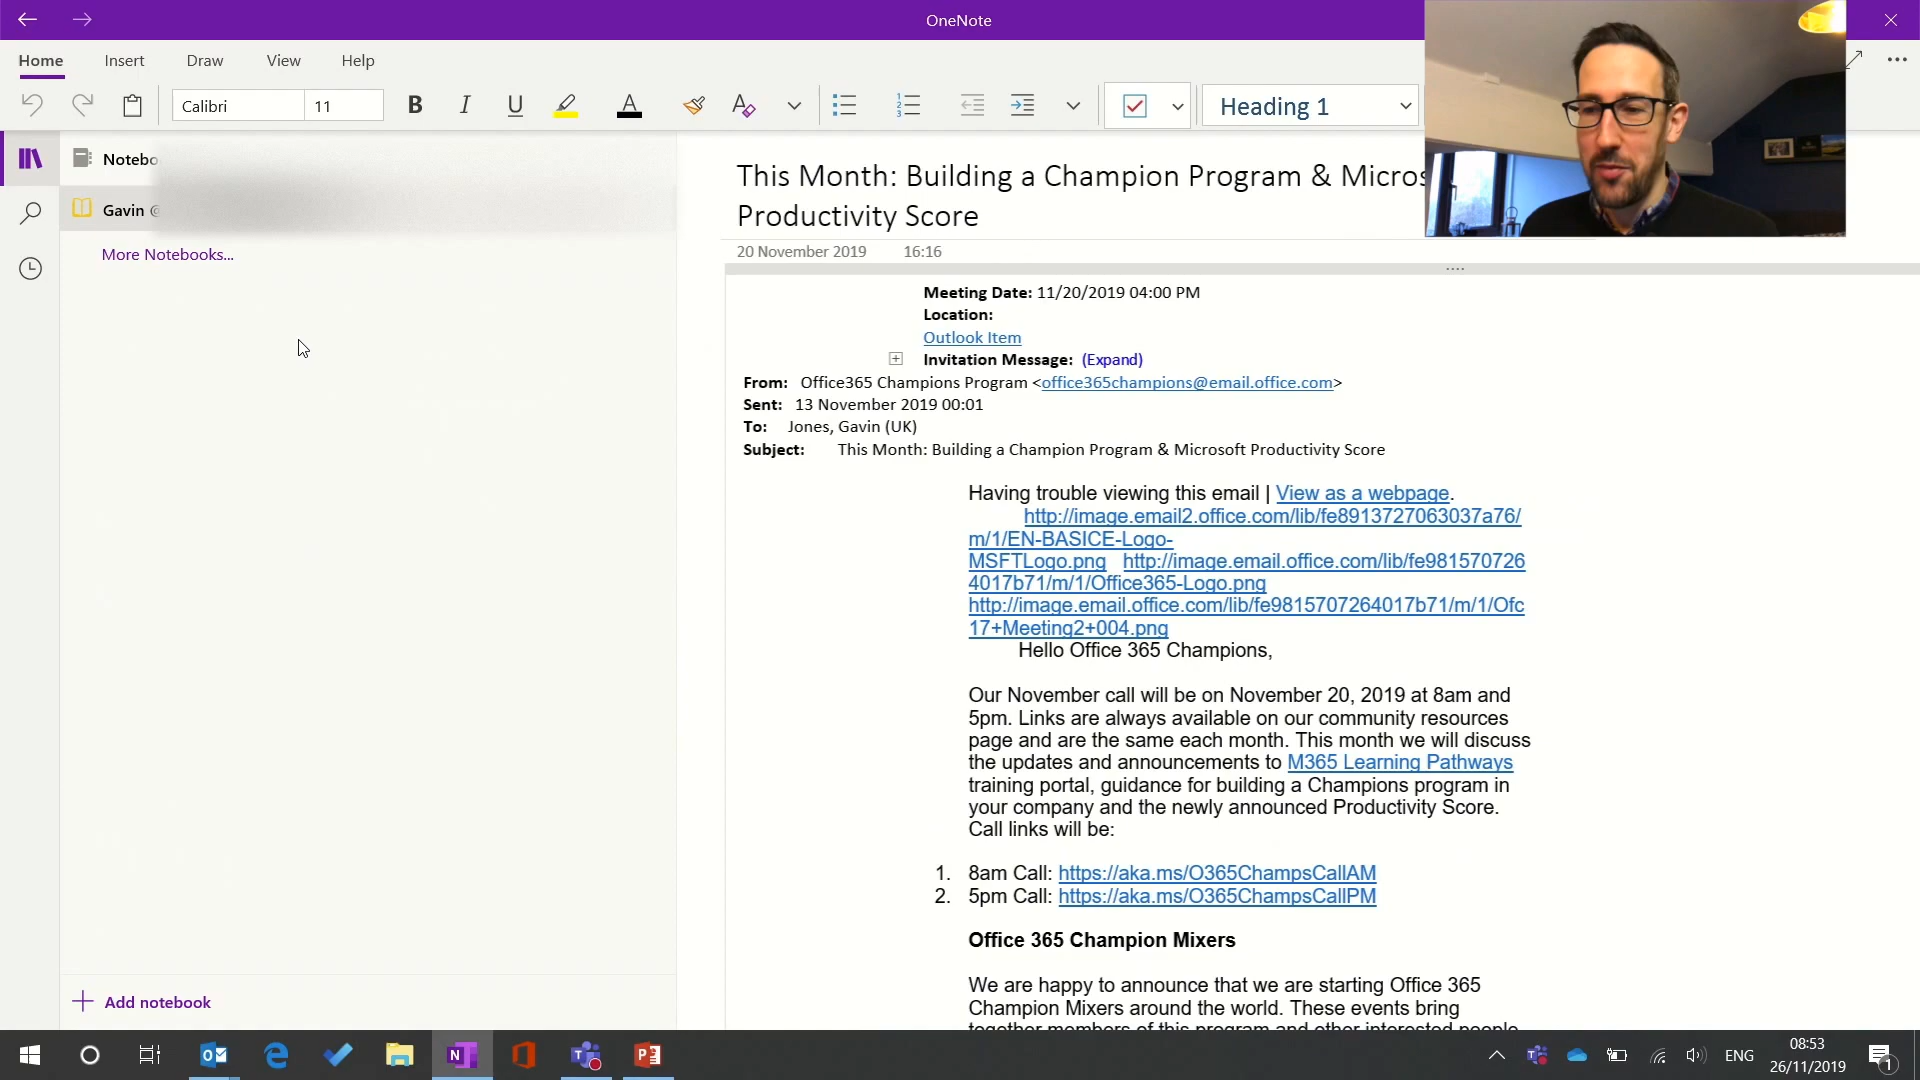 OneNote
Home Insert Draw View Help
Calibri 11 B I U A A Heading 1
Notebo
Gavin @
More Notebooks...
Add notebook
This Month: Building a Champion Program & Micros
Productivity Score
20 November 2019 16:16
Meeting Date: 11/20/2019 04:00 PM
Location:
Outlook Item
Invitation Message: (Expand)
From: Office365 Champions Program <office365champions@email.office.com>
Sent: 13 November 2019 00:01
To: Jones, Gavin (UK)
Subject: This Month: Building a Champion Program & Microsoft Productivity Score
Having trouble viewing this email | View as a webpage.
http://image.email2.office.com/lib/fe8913727063037a76/
m/1/EN-BASICE-Logo-
MSFTLogo.png http://image.email.office.com/lib/fe981570726
4017b71/m/1/Office365-Logo.png
http://image.email.office.com/lib/fe9815707264017b71/m/1/Ofc
17+Meeting2+004.png
Hello Office 365 Champions,
Our November call will be on November 20, 2019 at 8am and
5pm. Links are always available on our community resources
page and are the same each month. This month we will discuss
the updates and announcements to M365 Learning Pathways
training portal, guidance for building a Champions program in
your company and the newly announced Productivity Score.
Call links will be:
1. 8am Call: https://aka.ms/O365ChampsCallAM
2. 5pm Call: https://aka.ms/O365ChampsCallPM
Office 365 Champion Mixers
We are happy to announce that we are starting Office 365
Champion Mixers around the world. These events bring
together members of this program and other interested people
ENG
08:53
26/11/2019
1